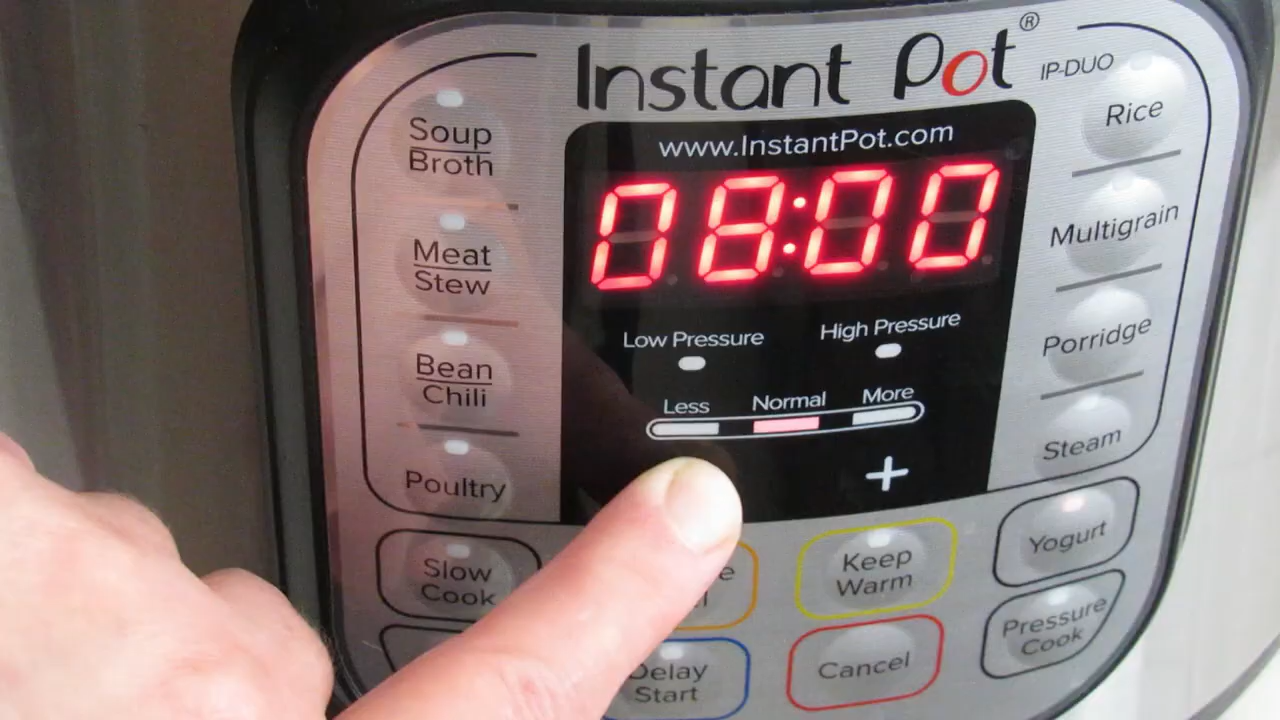 Instant Pot®
IP-DUO
www.InstantPot.com
08:00
Low Pressure
High Pressure
Less
Normal
More
+
Soup
Broth
Meat
Stew
Bean
Chili
Poultry
Slow
Cook
Delay
Start
Keep
Warm
Cancel
Rice
Multigrain
Porridge
Steam
Yogurt
Pressure
Cook